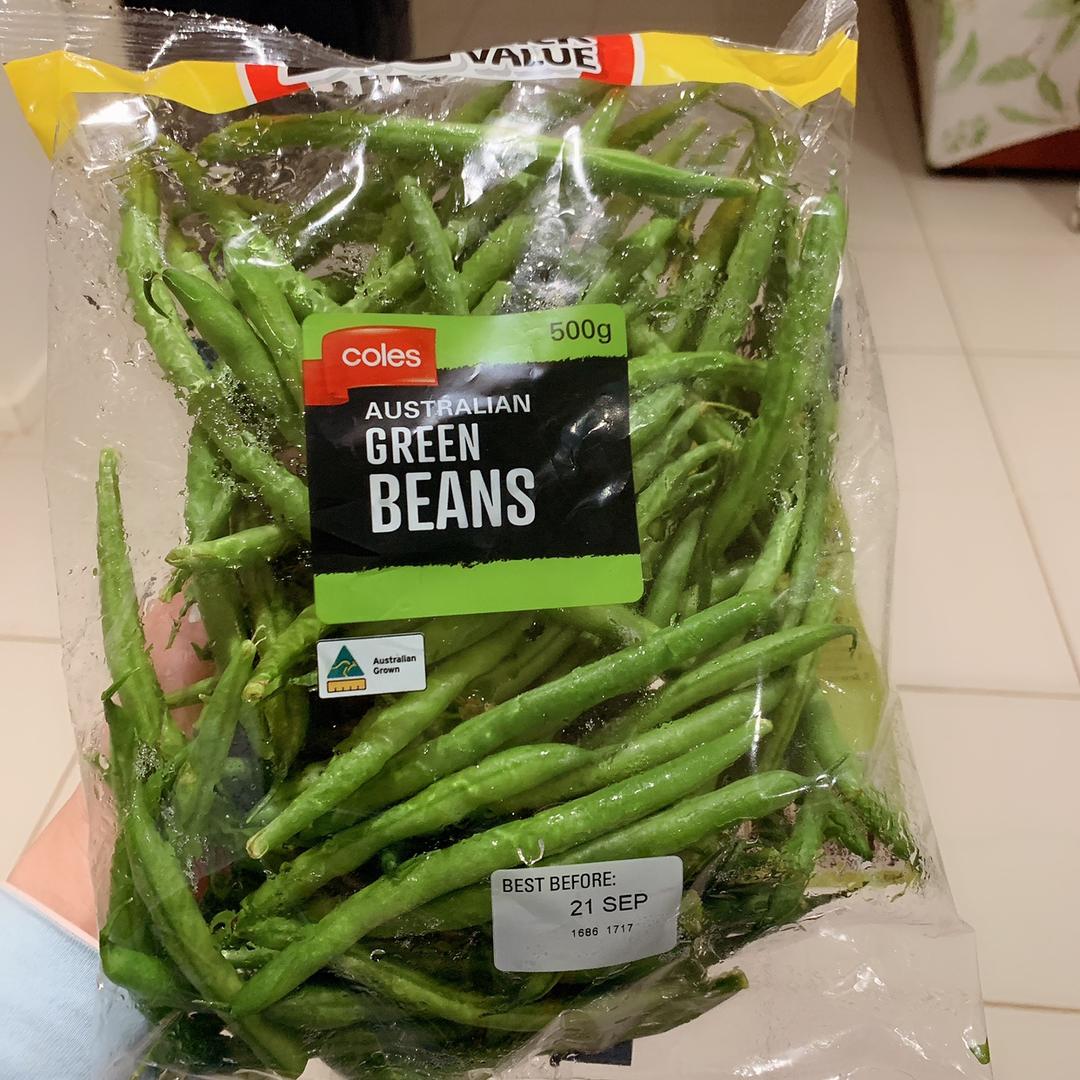 VALUE
500g
coles
AUSTRALIAN
GREEN
BEANS
Australian
Grown
BEST BEFORE:
21 SEP
1686 1717